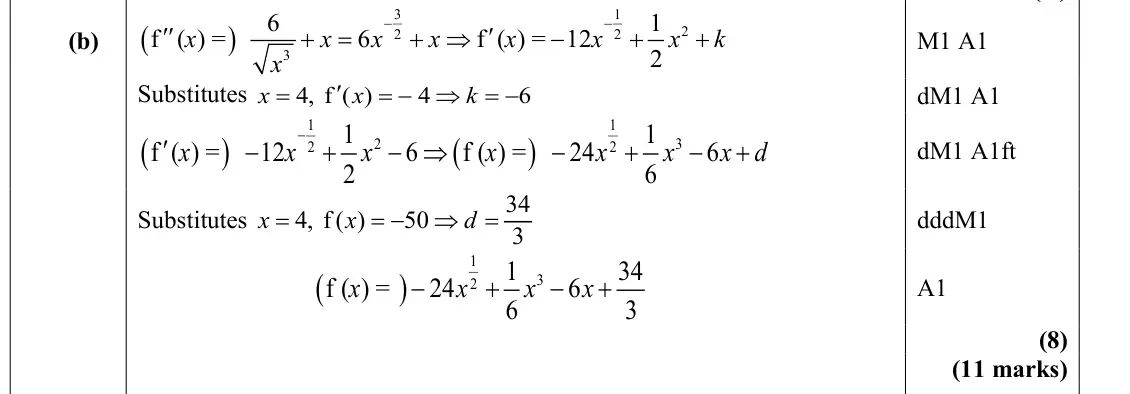 (b) (f″(x) =) 6/√x³ + x = 6x^(-3/2) + x ⇒ f′(x) = −12x^(-1/2) + 1/2 x² + k M1 A1
Substitutes x = 4, f′(x) = − 4 ⇒ k = −6 dM1 A1
(f′(x) =) −12x^(-1/2) + 1/2 x² − 6 ⇒ (f (x) =) − 24x^(1/2) + 1/6 x³ − 6x + d dM1 A1ft
Substitutes x = 4, f(x) = −50 ⇒ d = 34/3 dddM1
(f (x) = ) − 24x^(1/2) + 1/6 x³ − 6x + 34/3 A1
(8)
(11 marks)